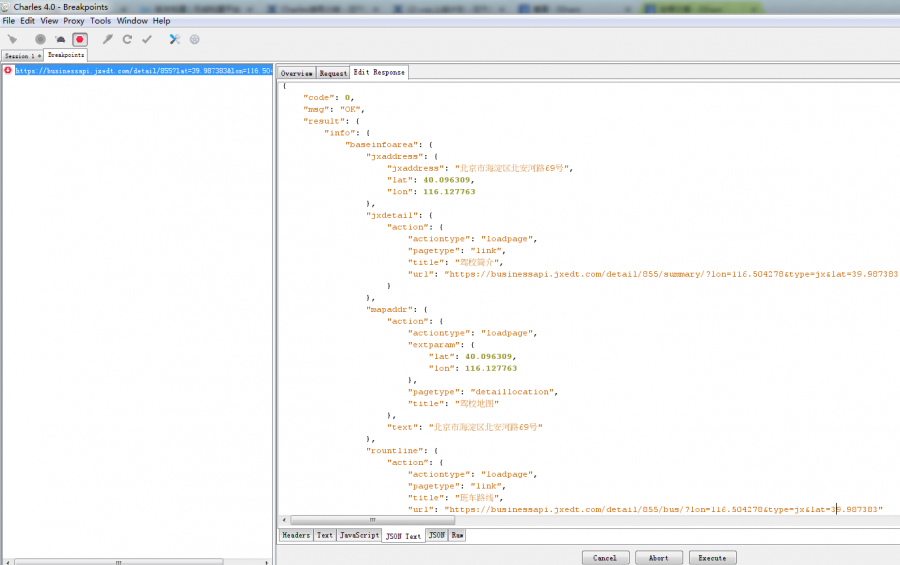 Charles 4.0 - Breakpoints
File Edit View Proxy Tools Window Help
Session 1 * Breakpoints
https://businessapi.jxedt.com/detail/855?lat=39.987383&lon=116.504
Overview Request Edit Response
{
"code": 0,
"msg": "OK",
"result": {
"info": {
"baseinfoarea": {
"jxaddress": {
"jxaddress": "北京市海淀区北安河路69号",
"lat": 40.096309,
"lon": 116.127763
},
"jxdetail": {
"action": {
"actiontype": "loadpage",
"pagetype": "link",
"title": "驾校简介",
"url": "https://businessapi.jxedt.com/detail/855/summary/?lon=116.504278&type=jx&lat=39.987383
}
},
"mapaddr": {
"action": {
"actiontype": "loadpage",
"extparam": {
"lat": 40.096309,
"lon": 116.127763
},
"pagetype": "detaillocation",
"title": "驾校地图"
},
"text": "北京市海淀区北安河路69号"
},
"rountline": {
"action": {
"actiontype": "loadpage",
"pagetype": "link",
"title": "班车路线",
"url": "https://businessapi.jxedt.com/detail/855/bus/?lon=116.504278&type=jx&lat=39.987383"
Headers Text JavaScript JSON Text JSON Raw
Cancel Abort Execute